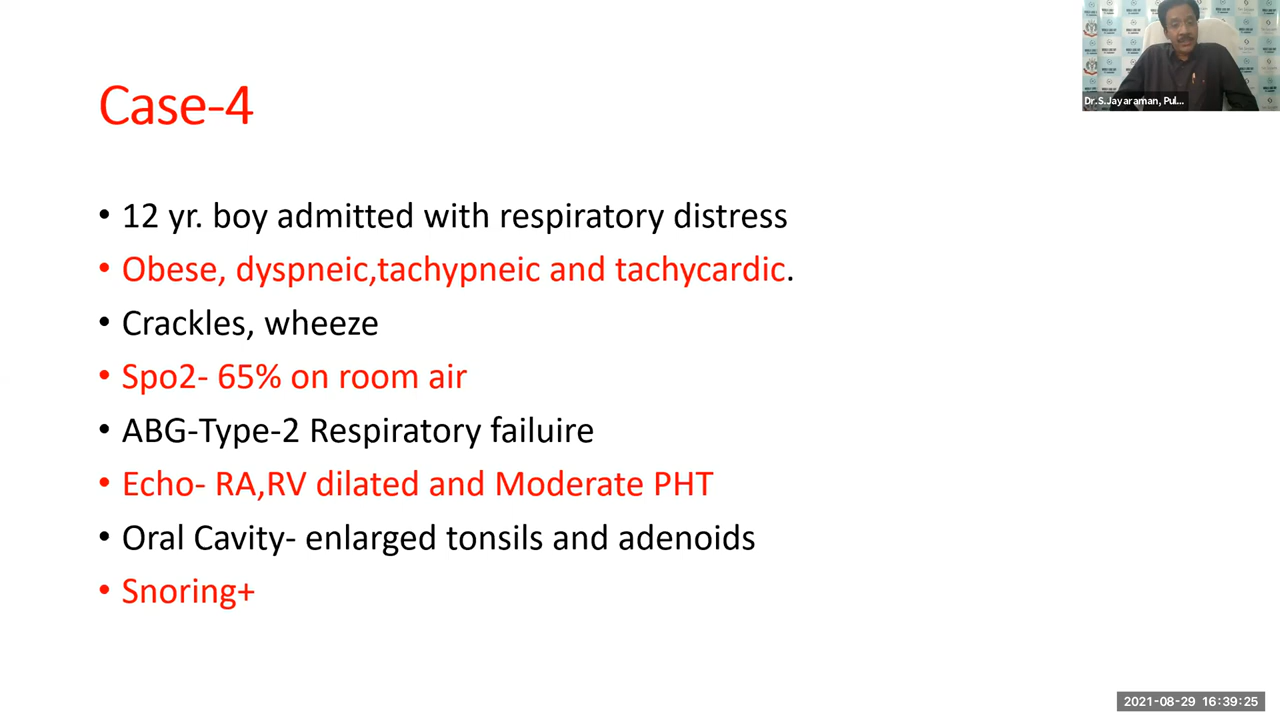 Case-4
• 12 yr. boy admitted with respiratory distress
• Obese, dyspneic,tachypneic and tachycardic.
• Crackles, wheeze
• Spo2- 65% on room air
• ABG-Type-2 Respiratory failuire
• Echo- RA,RV dilated and Moderate PHT
• Oral Cavity- enlarged tonsils and adenoids
• Snoring+
Dr.S.Jayaraman, Pul...
2021-08-29 16:39:25